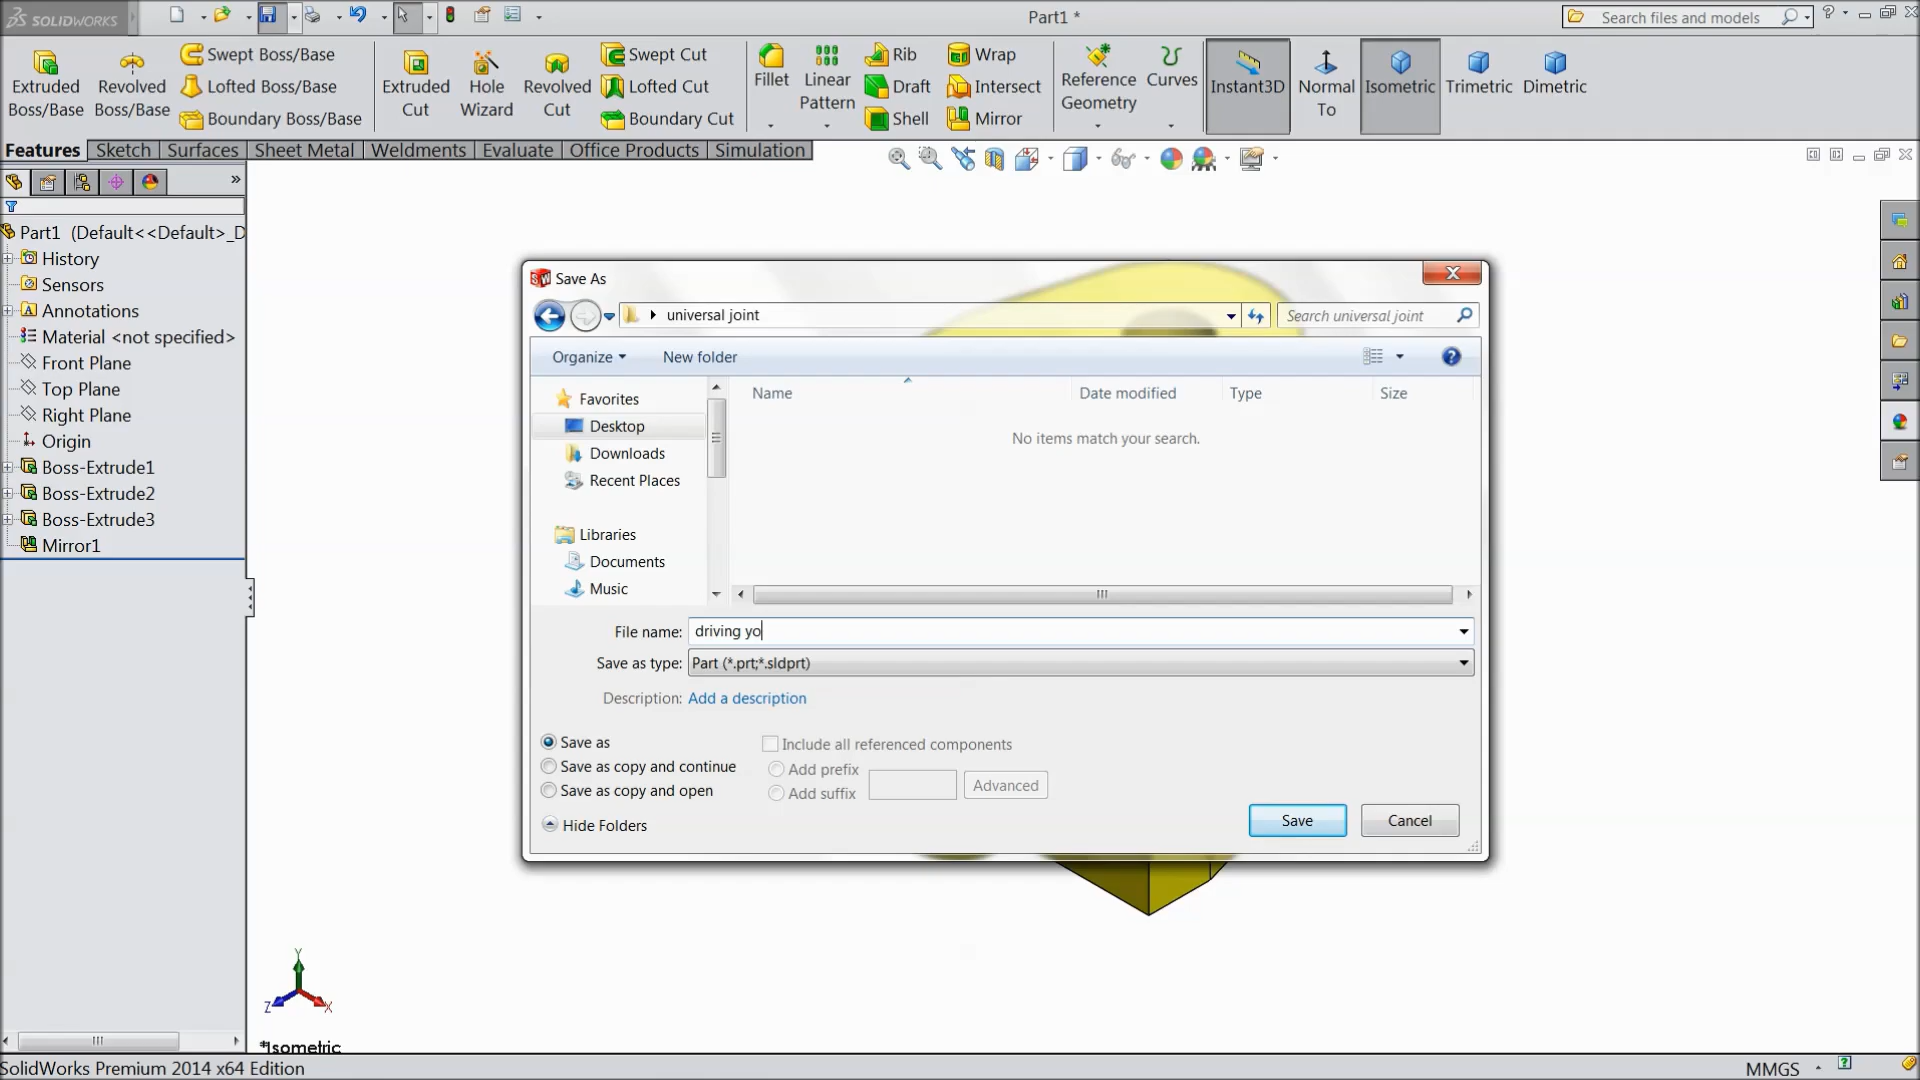 SOLIDWORKS
Part1 *
Search files and models
Extruded Boss/Base
Revolved Boss/Base
Swept Boss/Base
Lofted Boss/Base
Boundary Boss/Base
Extruded Cut
Hole Wizard
Revolved Cut
Swept Cut
Lofted Cut
Boundary Cut
Fillet
Linear Pattern
Rib
Draft
Shell
Wrap
Intersect
Mirror
Reference Geometry
Curves
Instant3D
Normal To
Isometric
Trimetric
Dimetric
Features
Sketch
Surfaces
Sheet Metal
Weldments
Evaluate
Office Products
Simulation
Part1 (Default<<Default>_D
History
Sensors
Annotations
Material <not specified>
Front Plane
Top Plane
Right Plane
Origin
Boss-Extrude1
Boss-Extrude2
Boss-Extrude3
Mirror1
Save As
universal joint
Search universal joint
Organize
New folder
Favorites
Desktop
Downloads
Recent Places
Libraries
Documents
Music
Name
Date modified
Type
Size
No items match your search.
File name: driving yo
Save as type: Part (*.prt;*.sldprt)
Description: Add a description
Save as
Save as copy and continue
Save as copy and open
Include all referenced components
Add prefix
Add suffix
Advanced
Hide Folders
Save
Cancel
Y
Z
X
*Isometric
SolidWorks Premium 2014 x64 Edition
MMGS